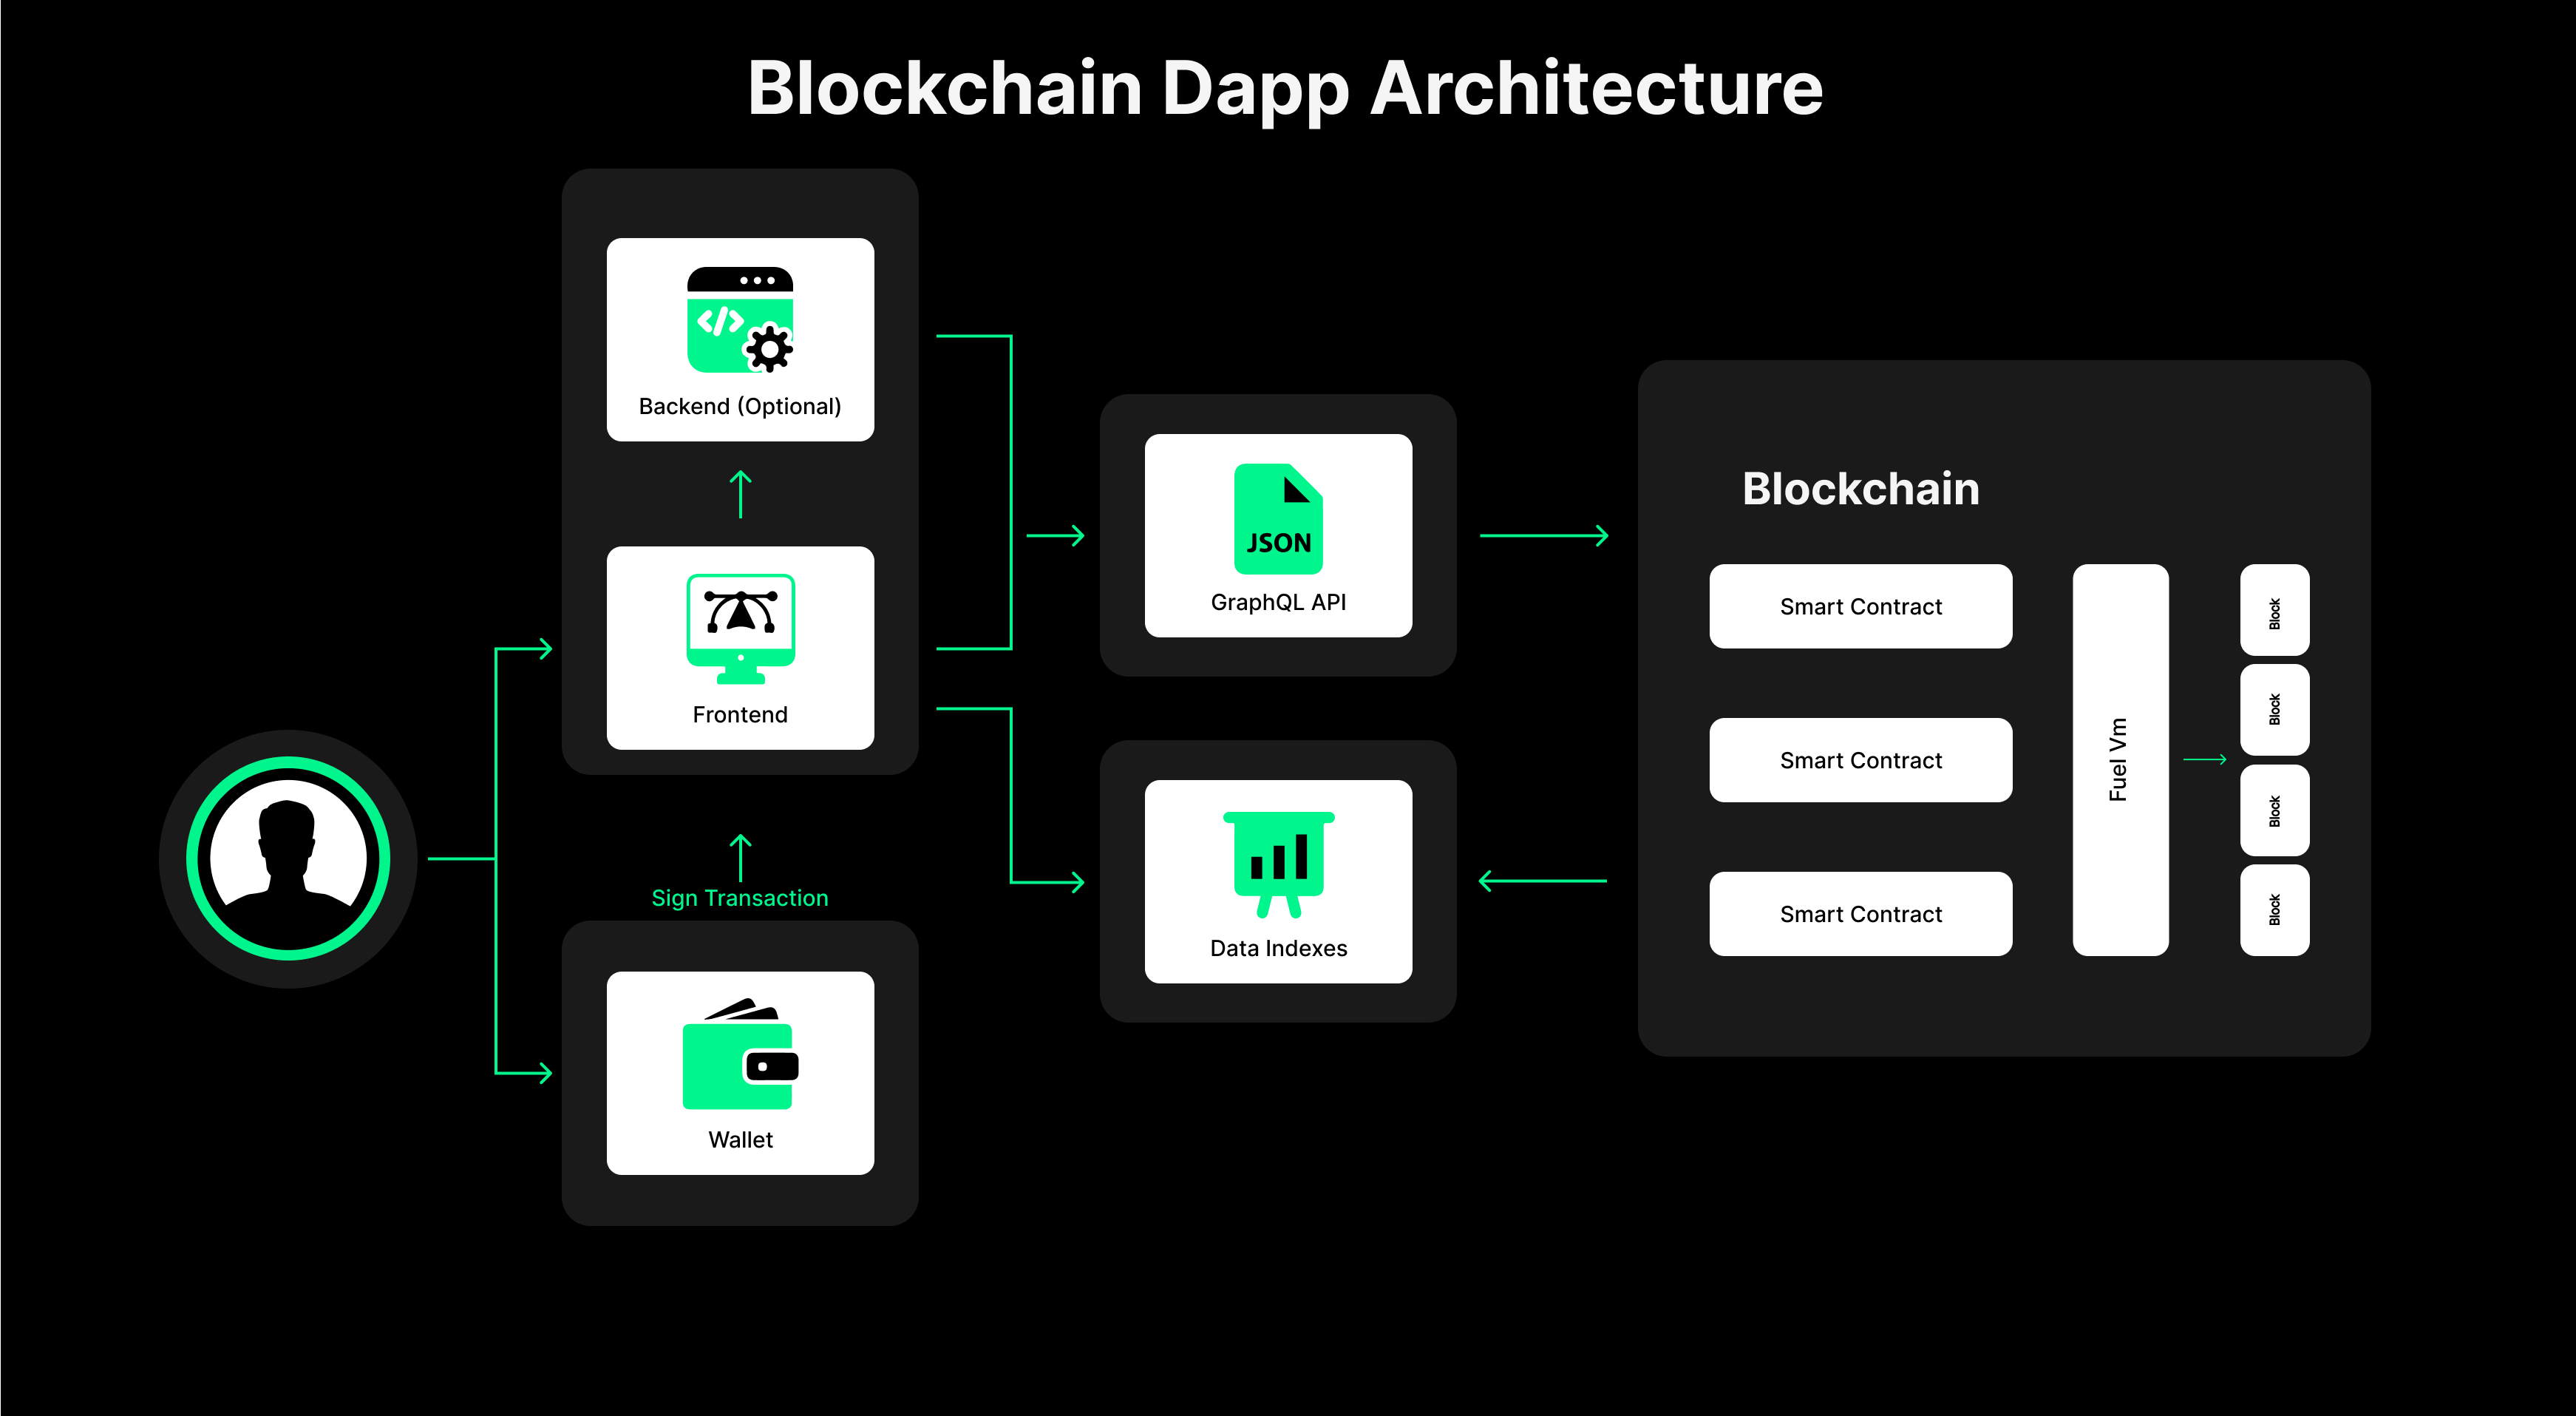 Blockchain Dapp Architecture
Backend (Optional)
Frontend
Sign Transaction
Wallet
JSON
GraphQL API
Data Indexes
Blockchain
Smart Contract
Smart Contract
Smart Contract
Fuel Vm
Block
Block
Block
Block